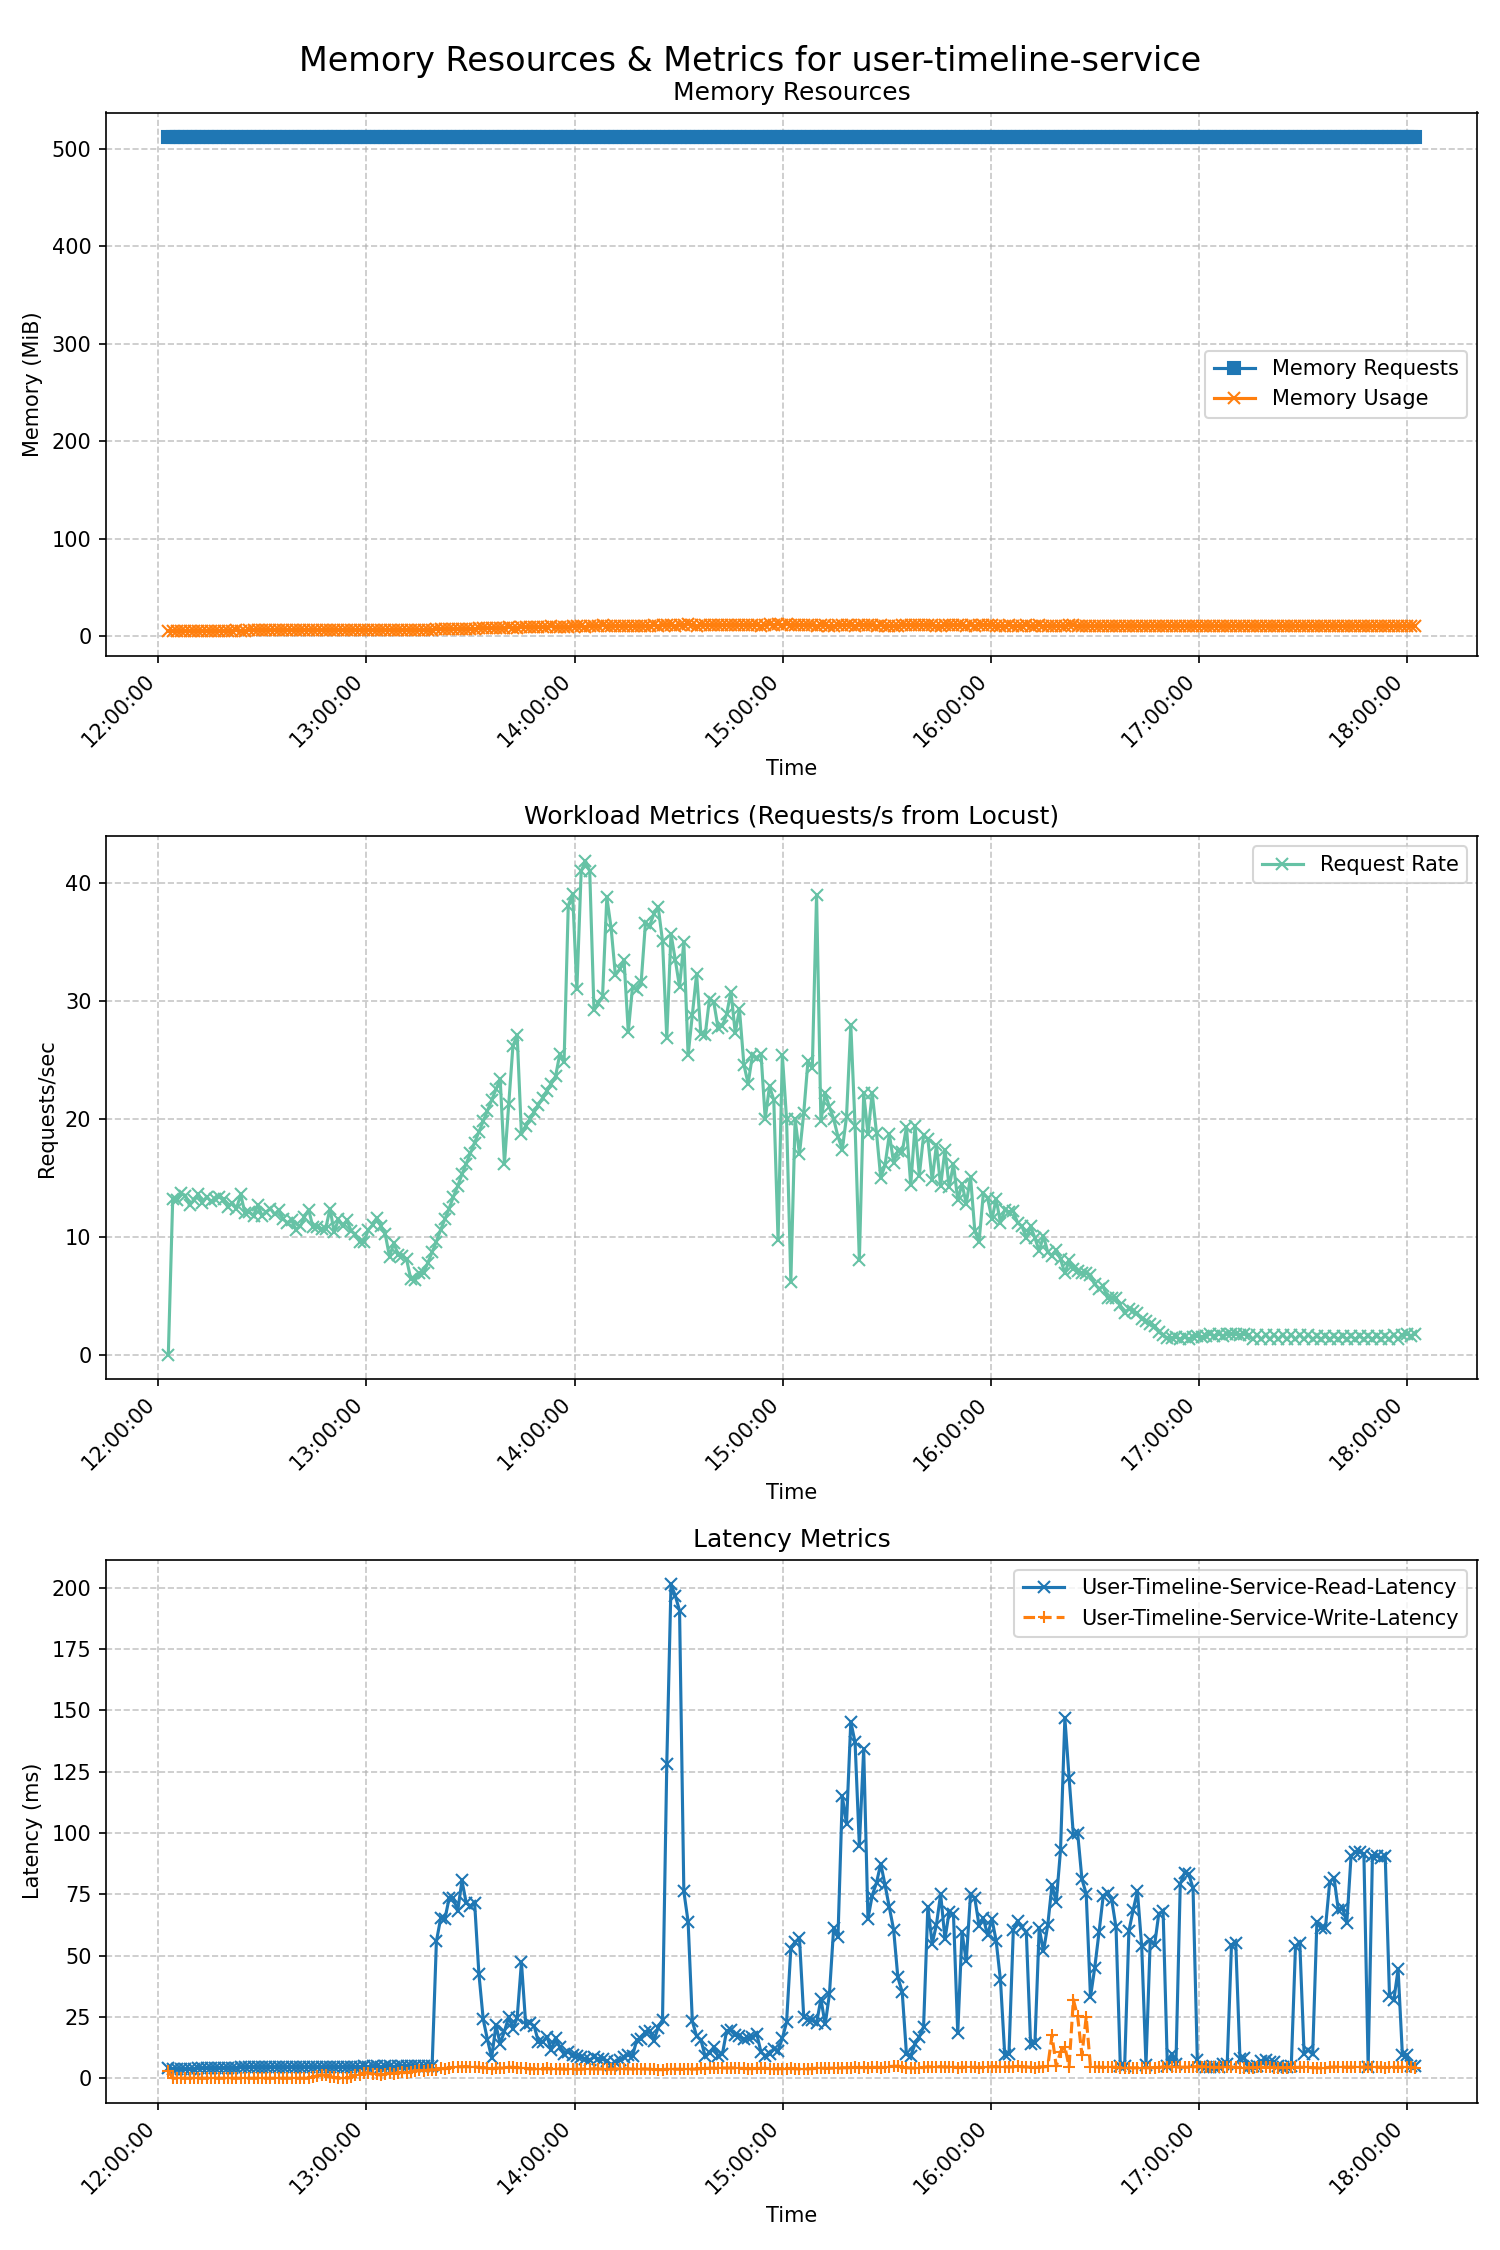 Memory Resources & Metrics for user-timeline-service
Memory Resources
Memory (MiB)
500
400
300
200
100
0
Memory Requests
Memory Usage
12:00:00
13:00:00
14:00:00
15:00:00
16:00:00
17:00:00
18:00:00
Time
Workload Metrics (Requests/s from Locust)
Requests/sec
40
30
20
10
0
Request Rate
12:00:00
13:00:00
14:00:00
15:00:00
16:00:00
17:00:00
18:00:00
Time
Latency Metrics
Latency (ms)
200
175
150
125
100
75
50
25
0
User-Timeline-Service-Read-Latency
User-Timeline-Service-Write-Latency
12:00:00
13:00:00
14:00:00
15:00:00
16:00:00
17:00:00
18:00:00
Time